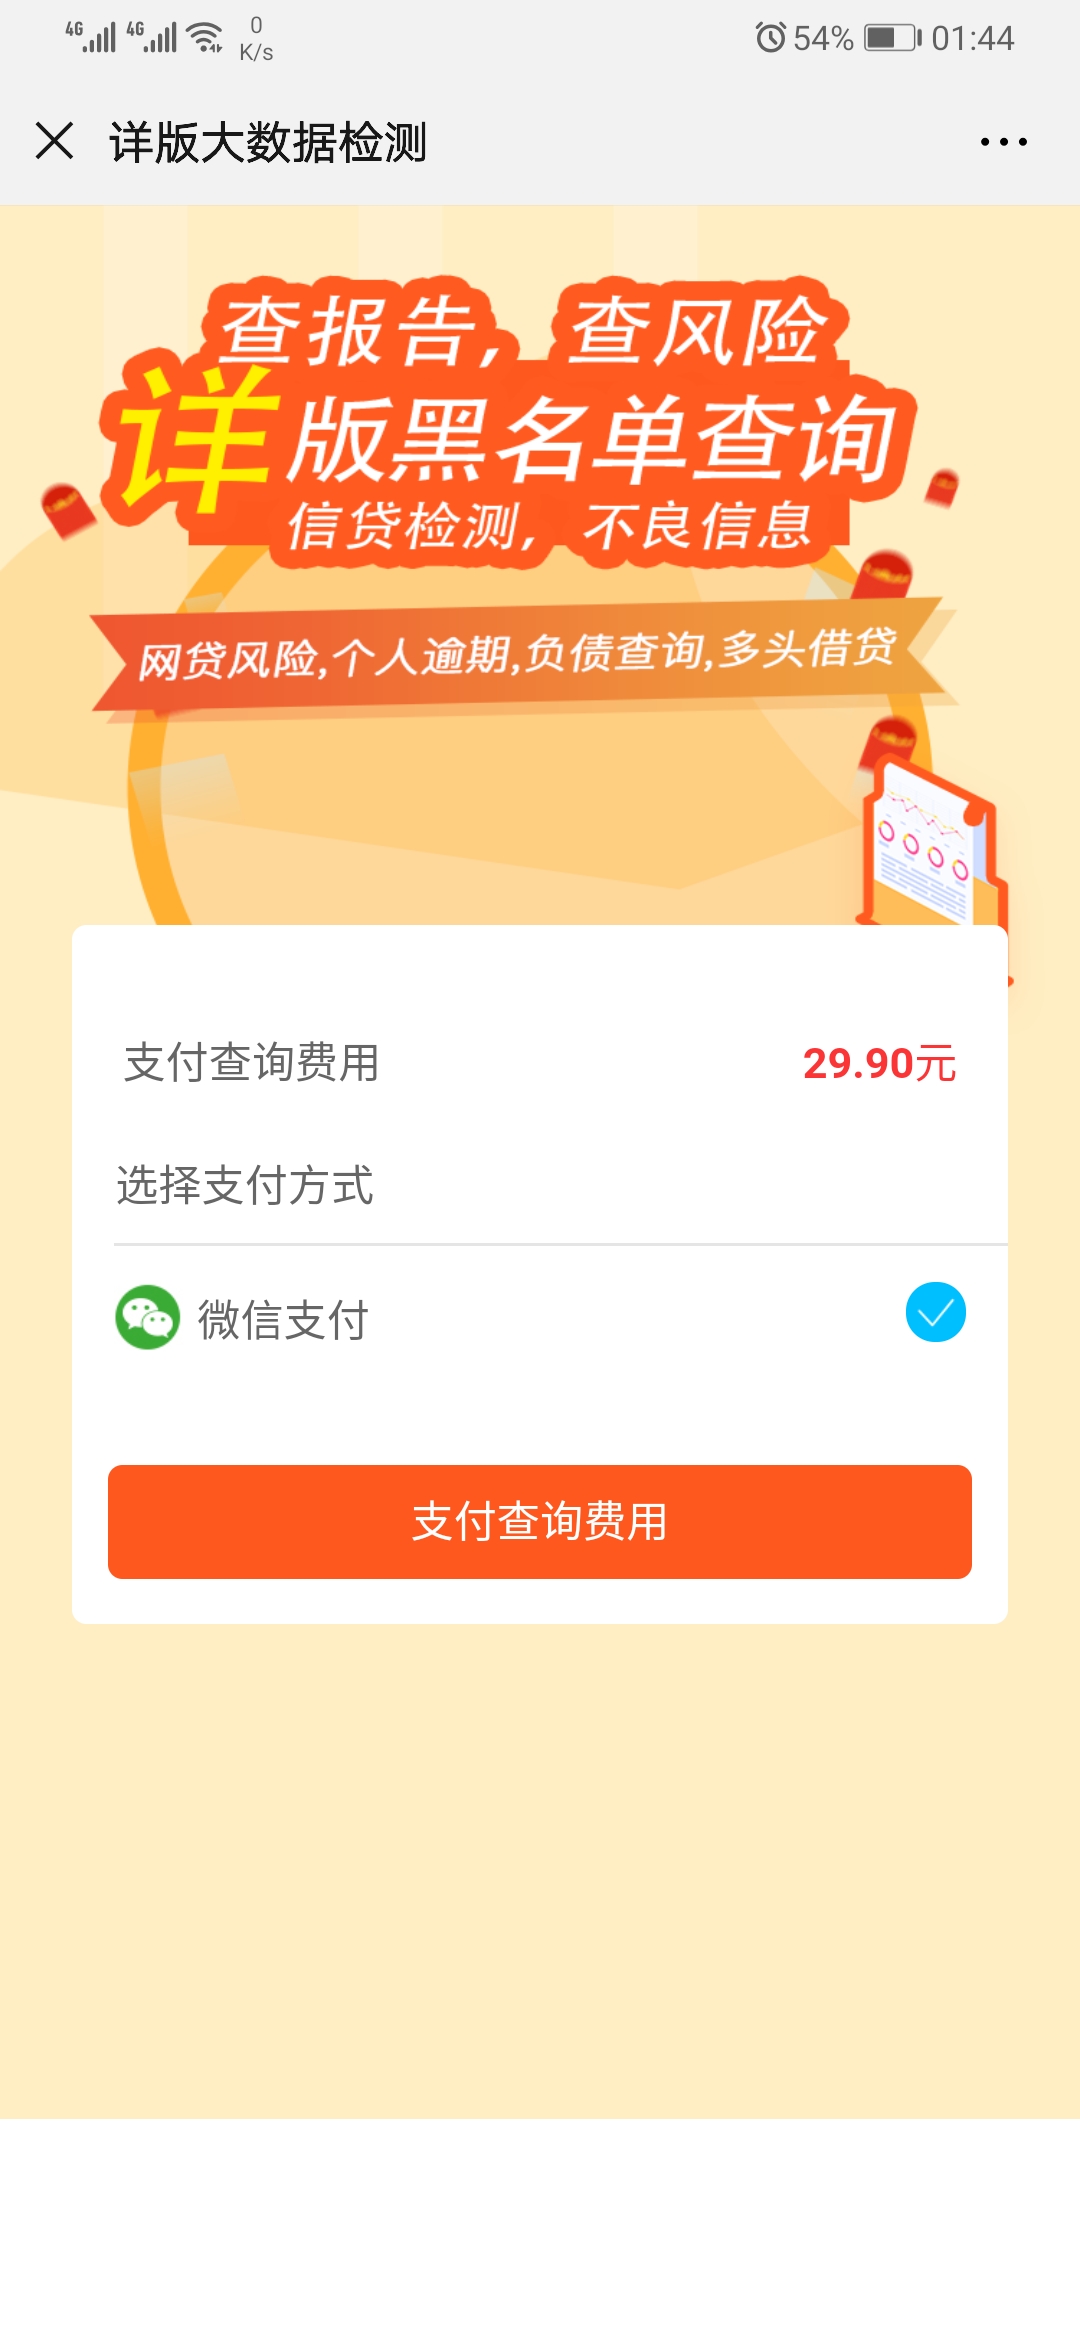 4G 4G 0 K/s 54% 01:44
详版大数据检测
查报告，查风险
详版黑名单查询
信贷检测，不良信息
网贷风险,个人逾期,负债查询,多头借贷
支付查询费用 29.90元
选择支付方式
微信支付
支付查询费用